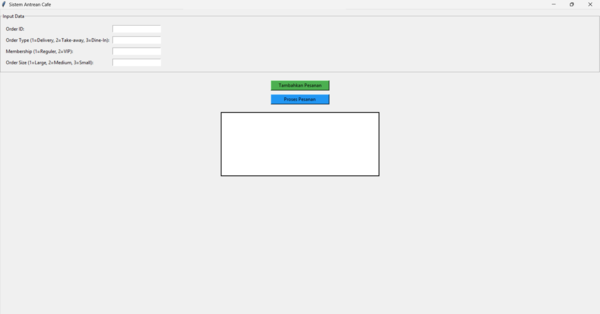 Sistem Antrean Cafe
Input Data
Order ID:
Order Type (1=Delivery, 2=Take-away, 3=Dine-In):
Membership (1=Reguler, 2=VIP):
Order Size (1=Large, 2=Medium, 3=Small):
Tambahkan Pesanan
Proses Pesanan